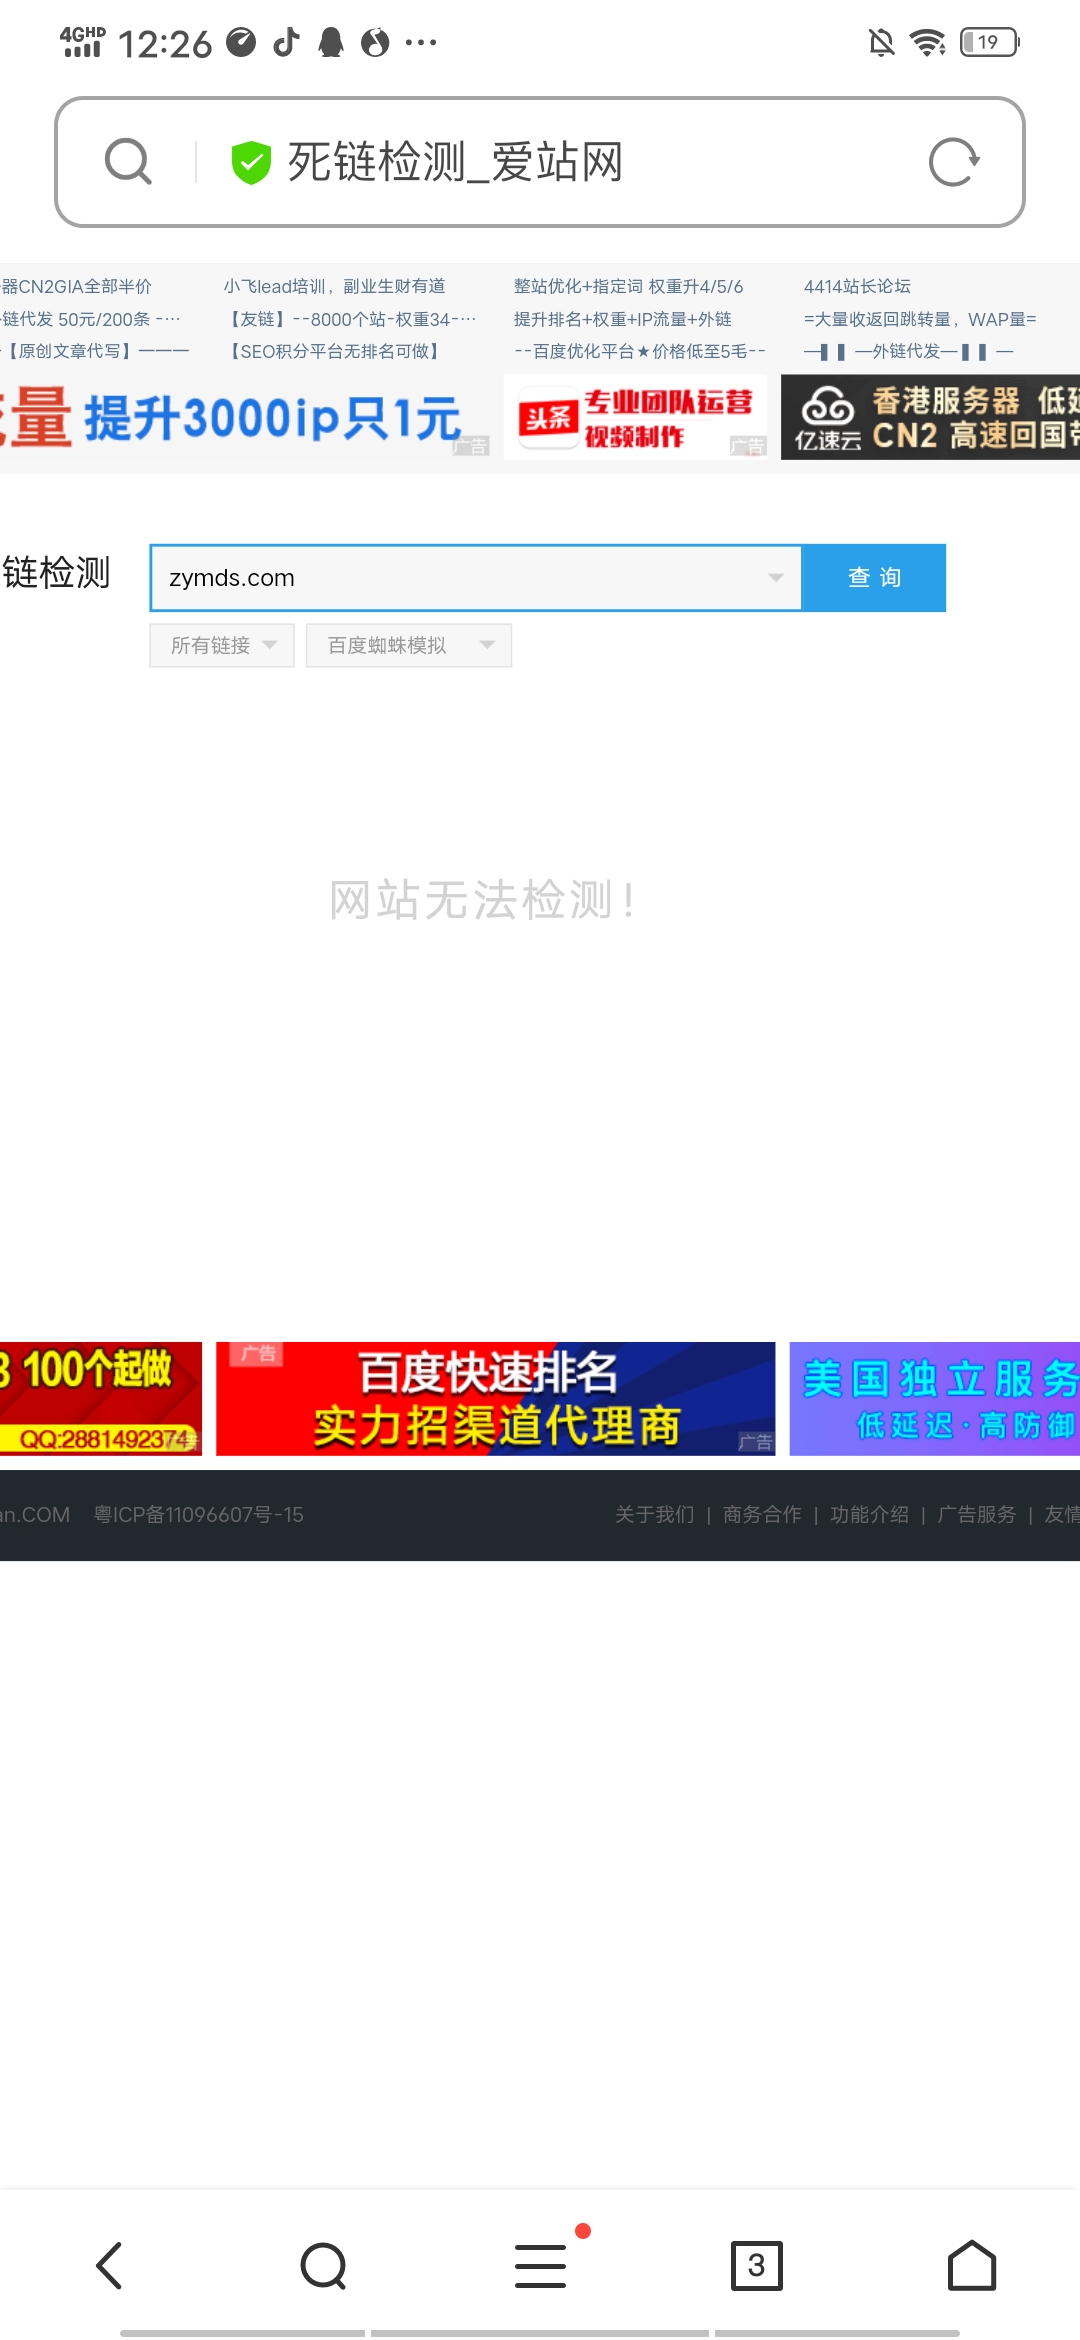 4GHD 12:26 19
死链检测_爱站网
器CN2GIA全部半价
小飞lead培训，副业生财有道
整站优化+指定词 权重升4/5/6
4414站长论坛
链代发 50元/200条 -···
【友链】--8000个站-权重34-···
提升排名+权重+IP流量+外链
=大量收返回跳转量，WAP量=
【原创文章代写】一一一
【SEO积分平台无排名可做】
--百度优化平台★价格低至5毛--
—▌▌—外链代发—▌▌—
量 提升3000ip只1元
广告
头条
专业团队运营
视频制作
广告
亿速云
香港服务器 低延
CN2 高速回国带
链检测
zymds.com
查 询
所有链接
百度蜘蛛模拟
网站无法检测!
100个起做
QQ:2881492374
广告
广告
百度快速排名
实力招渠道代理商
广告
美国独立服务
低延迟·高防御
an.COM 粤ICP备11096607号-15
关于我们 | 商务合作 | 功能介绍 | 广告服务 | 友情
3